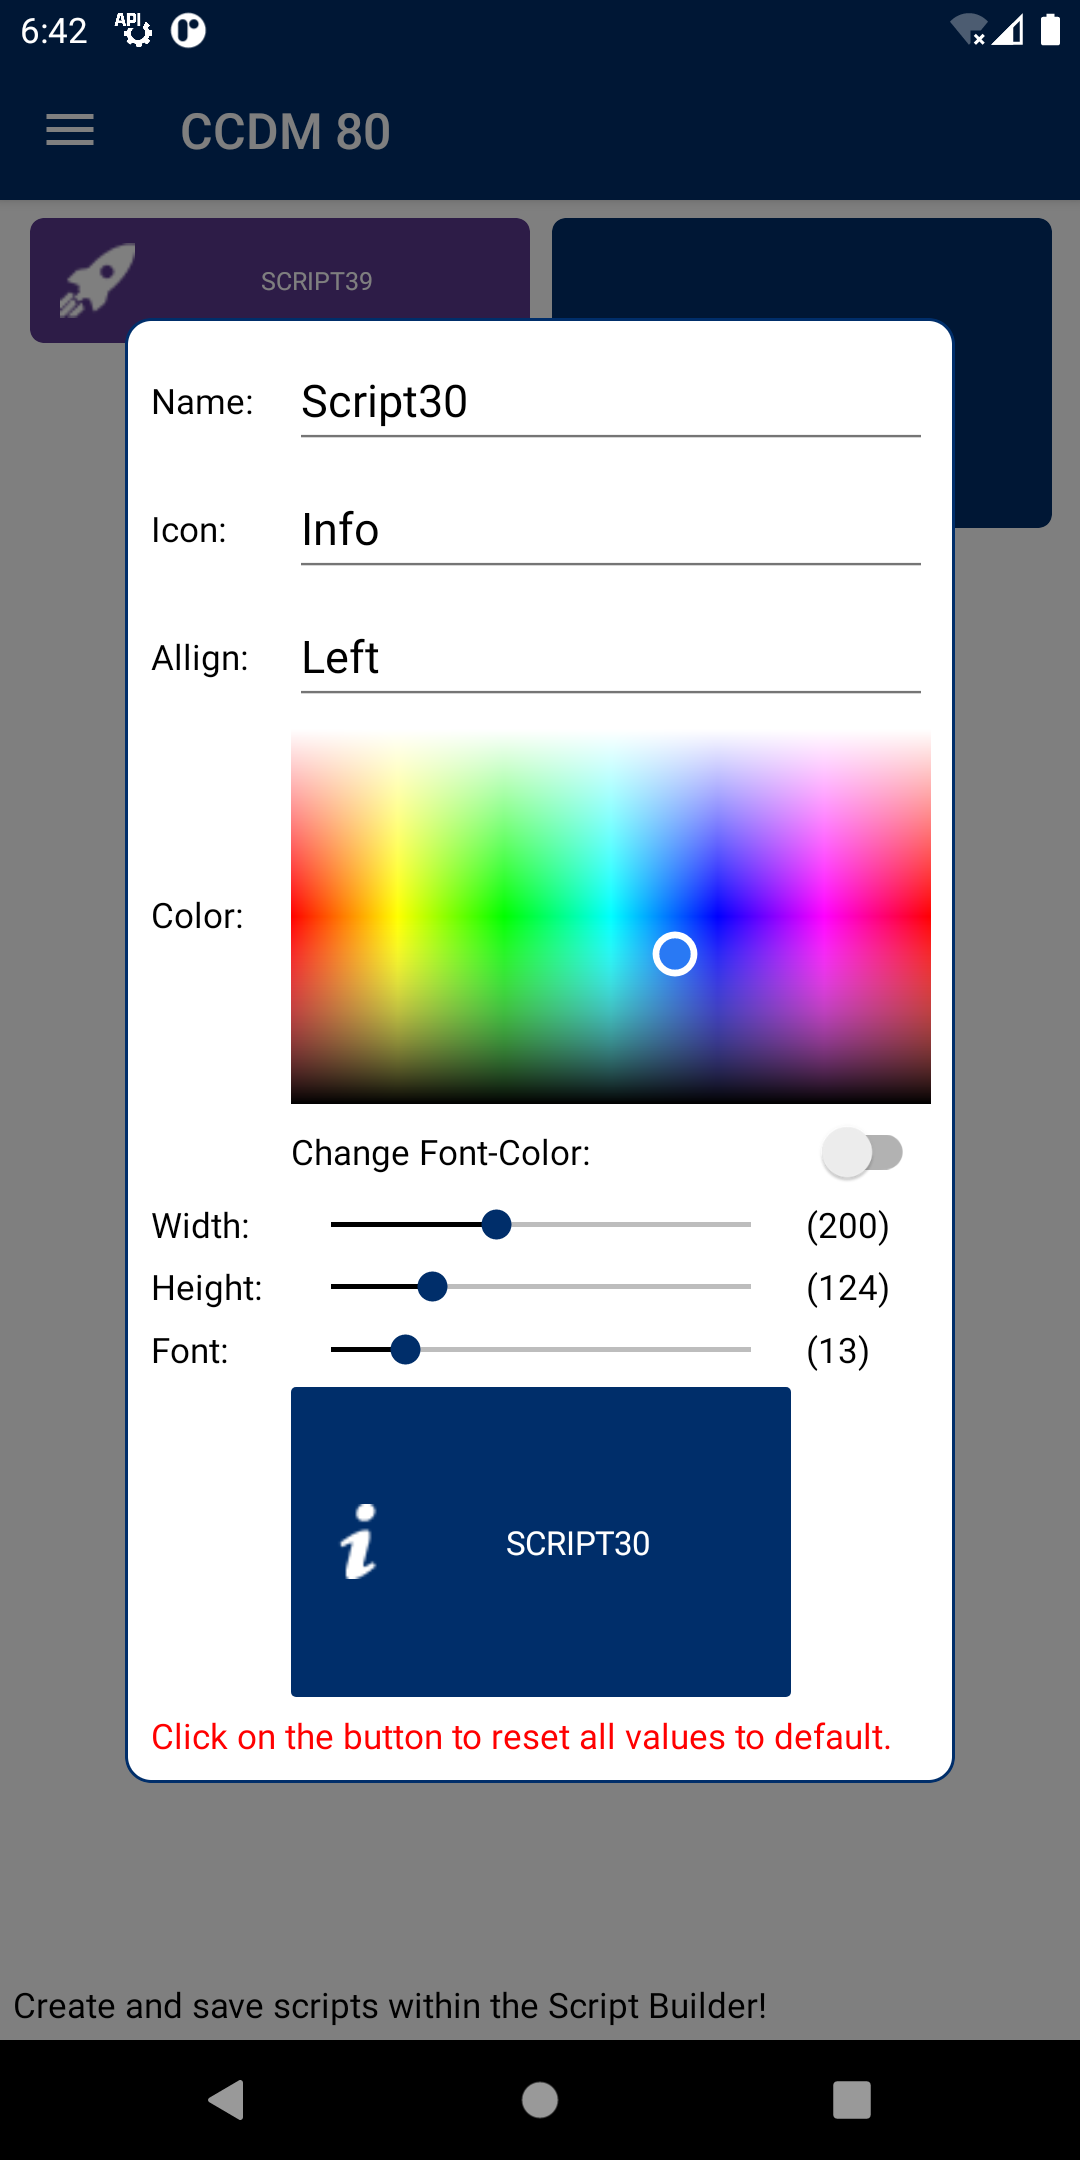 6:42 API
CCDM 80
SCRIPT39
Name: Script30
Icon: Info
Allign: Left
Color:
Change Font-Color:
Width: (200)
Height: (124)
Font: (13)
SCRIPT30
Click on the button to reset all values to default.
Create and save scripts within the Script Builder!